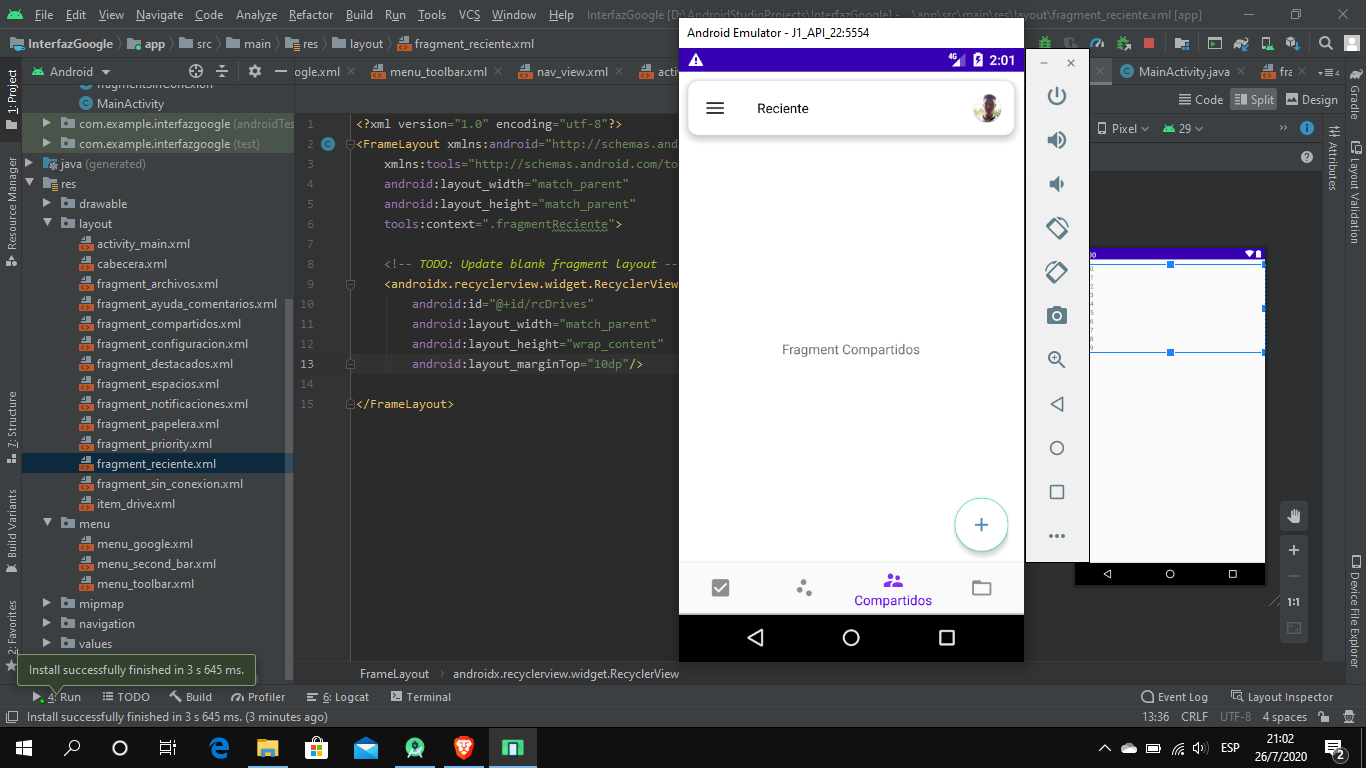 File Edit View Navigate Code Analyze Refactor Build Run Tools VCS Window Help InterfazGoogle [D:\AndroidStudioProjects\InterfazGoogle] - ...\app\src\main\res\layout\fragment_reciente.xml [app]
Android Emulator - J1_API_22:5554
InterfazGoogle app src main res layout fragment_reciente.xml
4G 2:01
Android
ogle.xml menu_toolbar.xml nav_view.xml
MainActivity.java fra
Reciente
Code Split Design
MainActivity
com.example.interfazgoogle (androidTes
com.example.interfazgoogle (test)
java (generated)
res
drawable
layout
activity_main.xml
cabecera.xml
fragment_archivos.xml
fragment_ayuda_comentarios.xml
fragment_compartidos.xml
fragment_configuracion.xml
fragment_destacados.xml
fragment_espacios.xml
fragment_notificaciones.xml
fragment_papelera.xml
fragment_priority.xml
fragment_reciente.xml
fragment_sin_conexion.xml
item_drive.xml
menu
menu_google.xml
menu_second_bar.xml
menu_toolbar.xml
mipmap
navigation
values
1 <?xml version="1.0" encoding="utf-8"?>
2 <FrameLayout xmlns:android="http://schemas.and
3 xmlns:tools="http://schemas.android.com/to
4 android:layout_width="match_parent"
5 android:layout_height="match_parent"
6 tools:context=".fragmentReciente">
7
8 <!-- TODO: Update blank fragment layout --
9 <androidx.recyclerview.widget.RecyclerView
10 android:id="@+id/rcDrives"
11 android:layout_width="match_parent"
12 android:layout_height="wrap_content"
13 android:layout_marginTop="10dp"/>
14
15 </FrameLayout>
Fragment Compartidos
Compartidos
Pixel 29
1:1
1: Project
Resource Manager
7: Structure
Build Variants
2: Favorites
Gradle
Attributes
Layout Validation
Device File Explorer
Install successfully finished in 3 s 645 ms.
FrameLayout androidx.recyclerview.widget.RecyclerView
4: Run TODO Build Profiler 6: Logcat Terminal Event Log Layout Inspector
Install successfully finished in 3 s 645 ms. (3 minutes ago) 13:36 CRLF UTF-8 4 spaces
ESP
21:02
26/7/2020
2